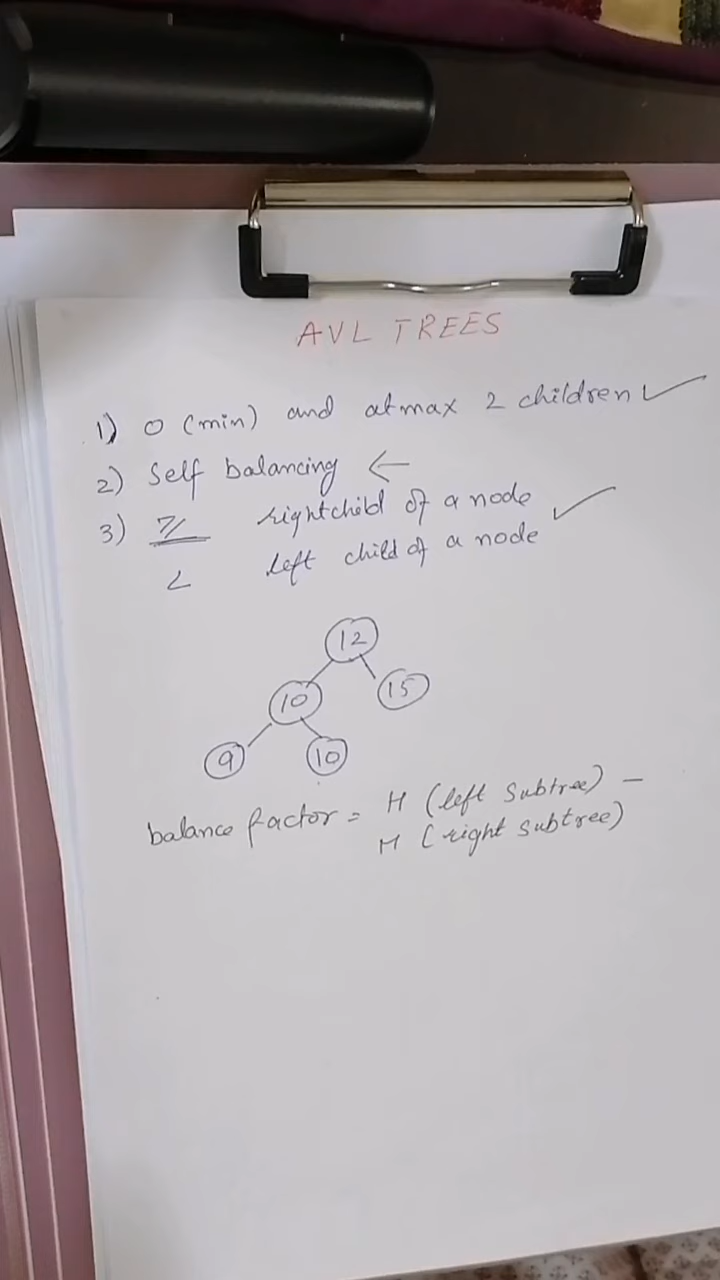 AVL TREES
1) 0 (min) and atmax 2 children ✓
2) Self balancing ←
3) ≥ rightchild of a node ✓
< left child of a node
12
10 15
9 10
balance factor = H (left subtree) -
H (right subtree)